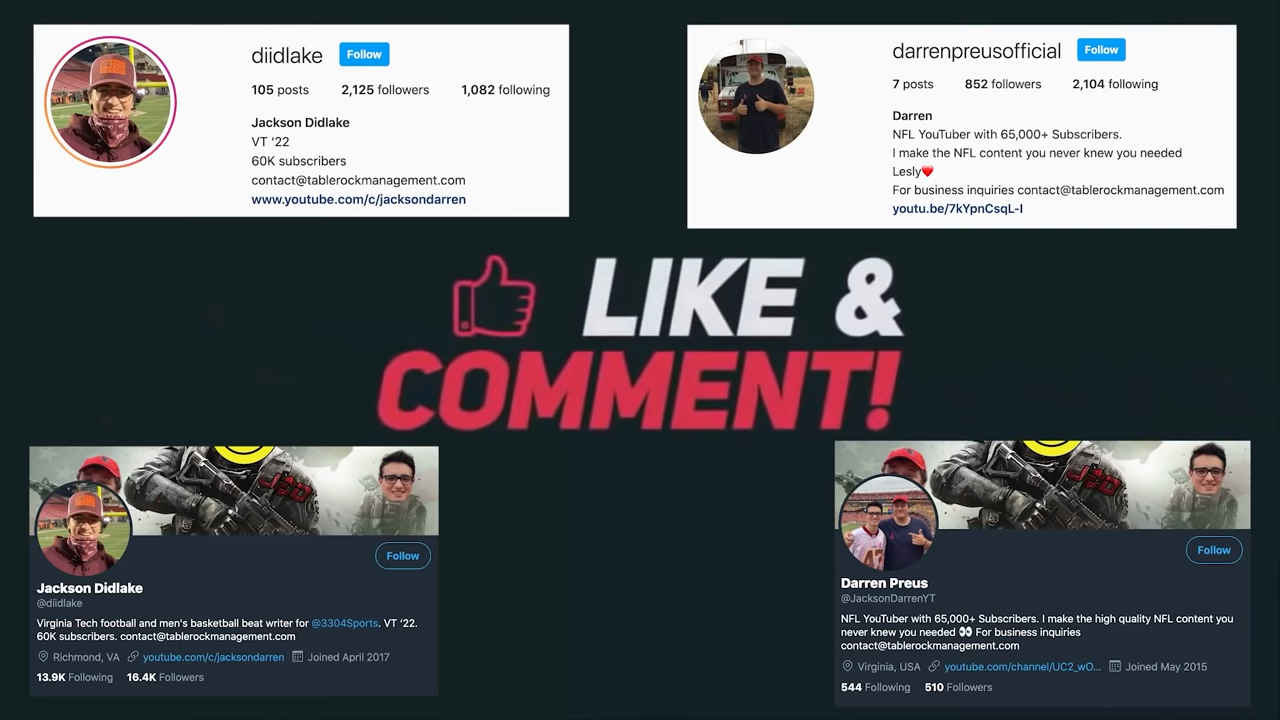 diidlake Follow
105 posts 2,125 followers 1,082 following
Jackson Didlake
VT ‘22
60K subscribers
contact@tablerockmanagement.com
www.youtube.com/c/jacksondarren
darrenpreusofficial Follow
7 posts 852 followers 2,104 following
Darren
NFL YouTuber with 65,000+ Subscribers.
I make the NFL content you never knew you needed
Lesly❤️
For business inquiries contact@tablerockmanagement.com
youtu.be/7kYpnCsqL-I
LIKE &
COMMENT!
Follow
Jackson Didlake
@diidlake
Virginia Tech football and men's basketball beat writer for @3304Sports. VT ‘22.
60K subscribers. contact@tablerockmanagement.com
Richmond, VA youtube.com/c/jacksondarren Joined April 2017
13.9K Following 16.4K Followers
Follow
Darren Preus
@JacksonDarrenYT
NFL YouTuber with 65,000+ Subscribers. I make the high quality NFL content you
never knew you needed 👀 For business inquiries
contact@tablerockmanagement.com
Virginia, USA youtube.com/channel/UC2_wO... Joined May 2015
544 Following 510 Followers